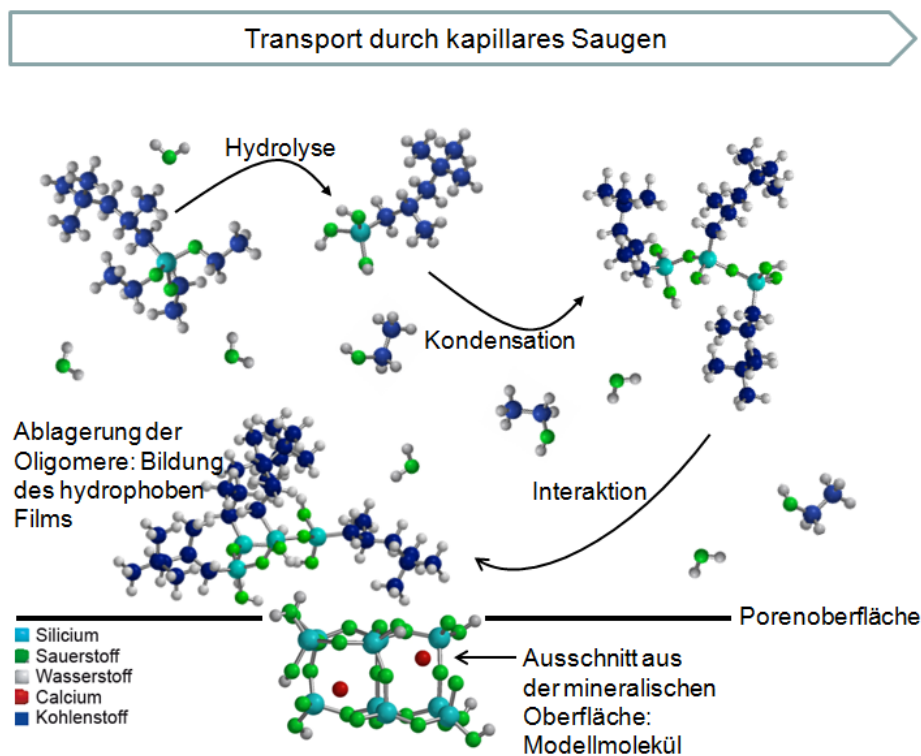 Transport durch kapillares Saugen
Hydrolyse
Kondensation
Ablagerung der
Oligomere: Bildung
des hydrophoben
Films
Interaktion
Porenoberfläche
Silicium
Sauerstoff
Wasserstoff
Calcium
Kohlenstoff
Ausschnitt aus
der mineralischen
Oberfläche:
Modellmolekül